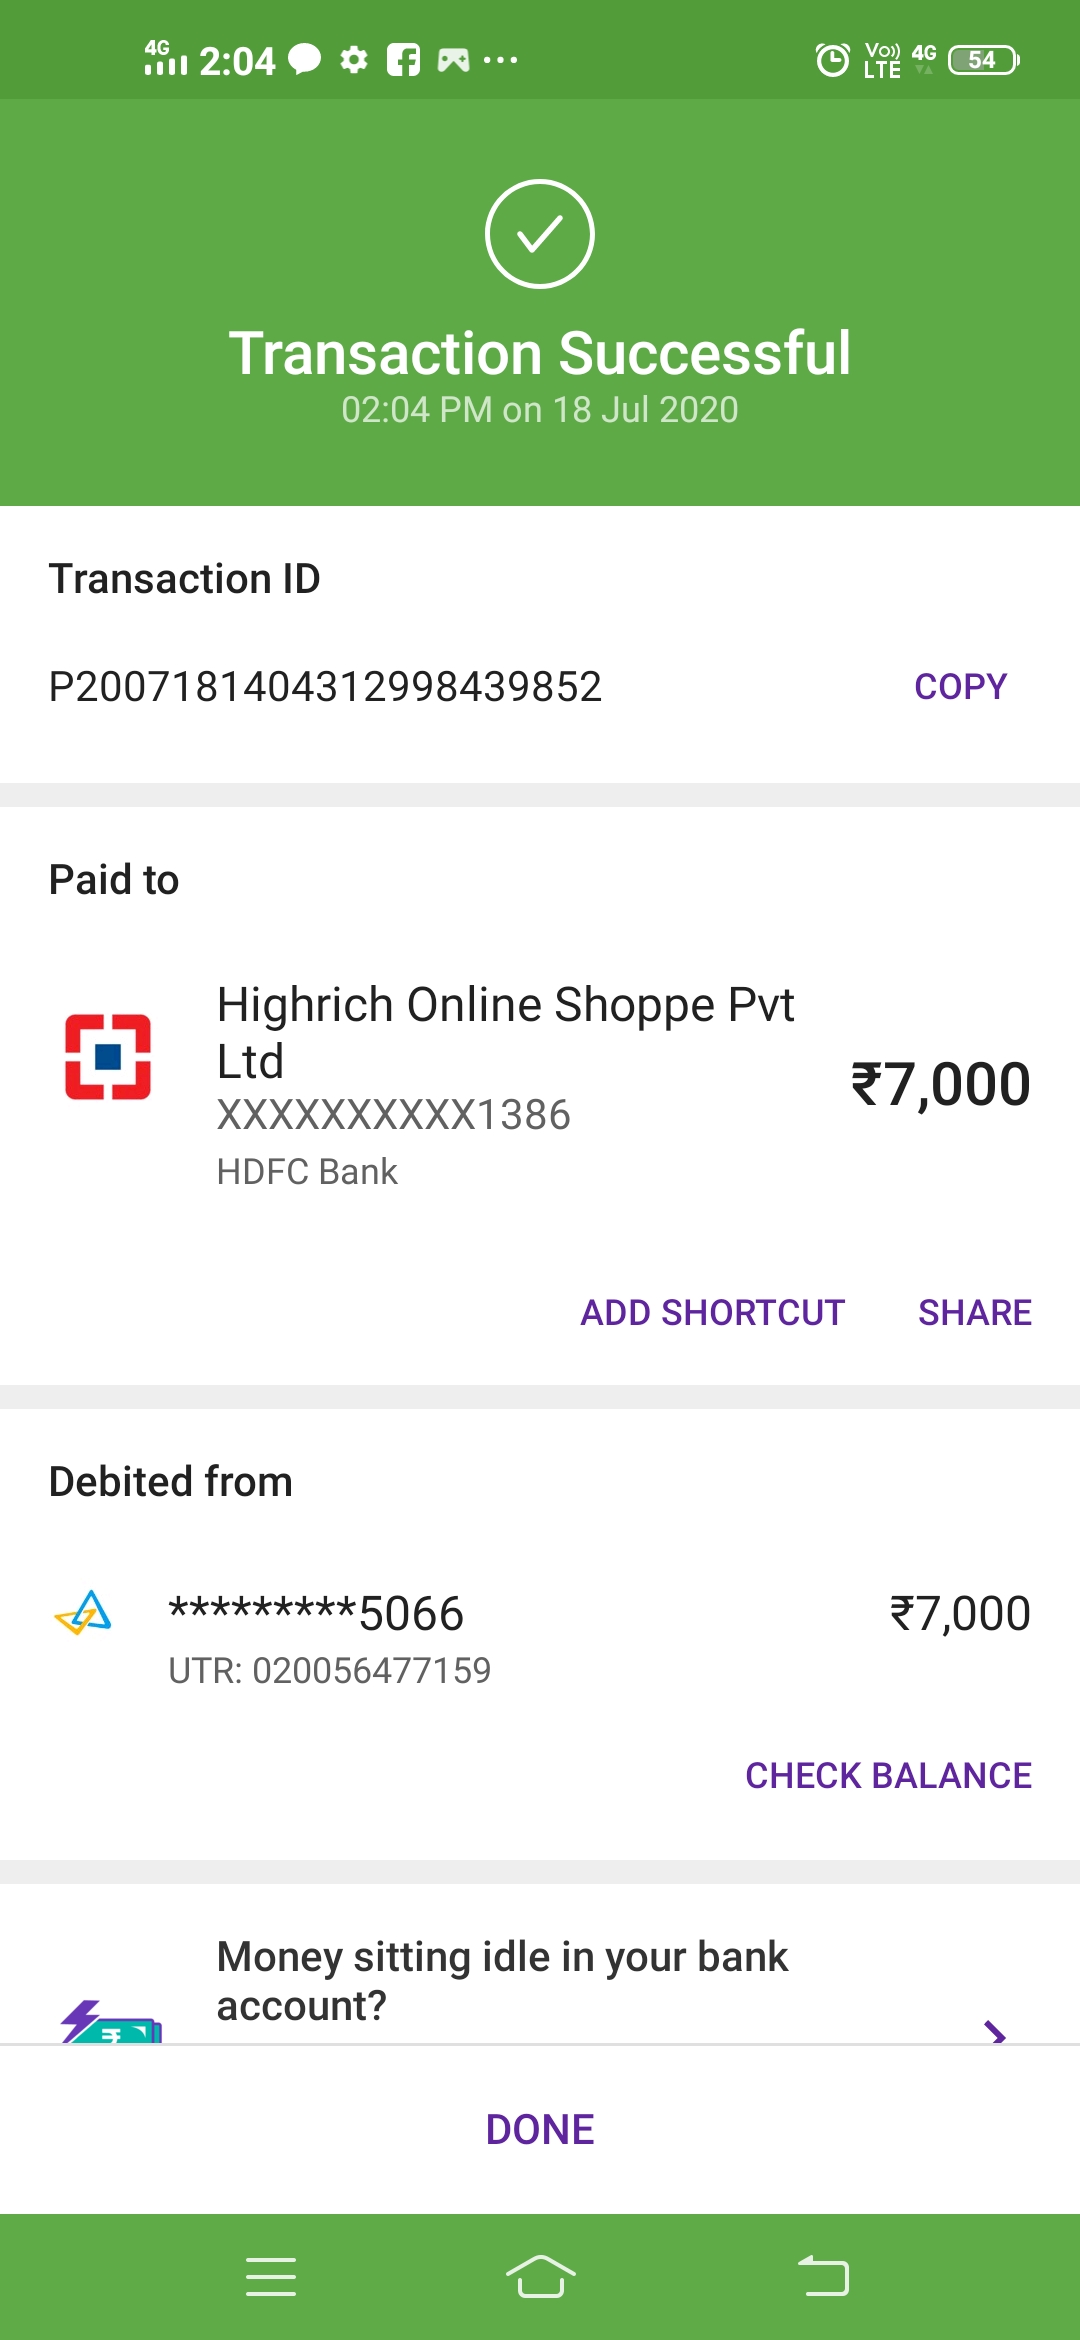 4G 2:04 Vo)) LTE 4G 54
Transaction Successful
02:04 PM on 18 Jul 2020
Transaction ID
P2007181404312998439852 COPY
Paid to
Highrich Online Shoppe Pvt
Ltd
₹7,000
XXXXXXXXXX1386
HDFC Bank
ADD SHORTCUT SHARE
Debited from
*********5066 ₹7,000
UTR: 020056477159
CHECK BALANCE
Money sitting idle in your bank
account?
₹
DONE